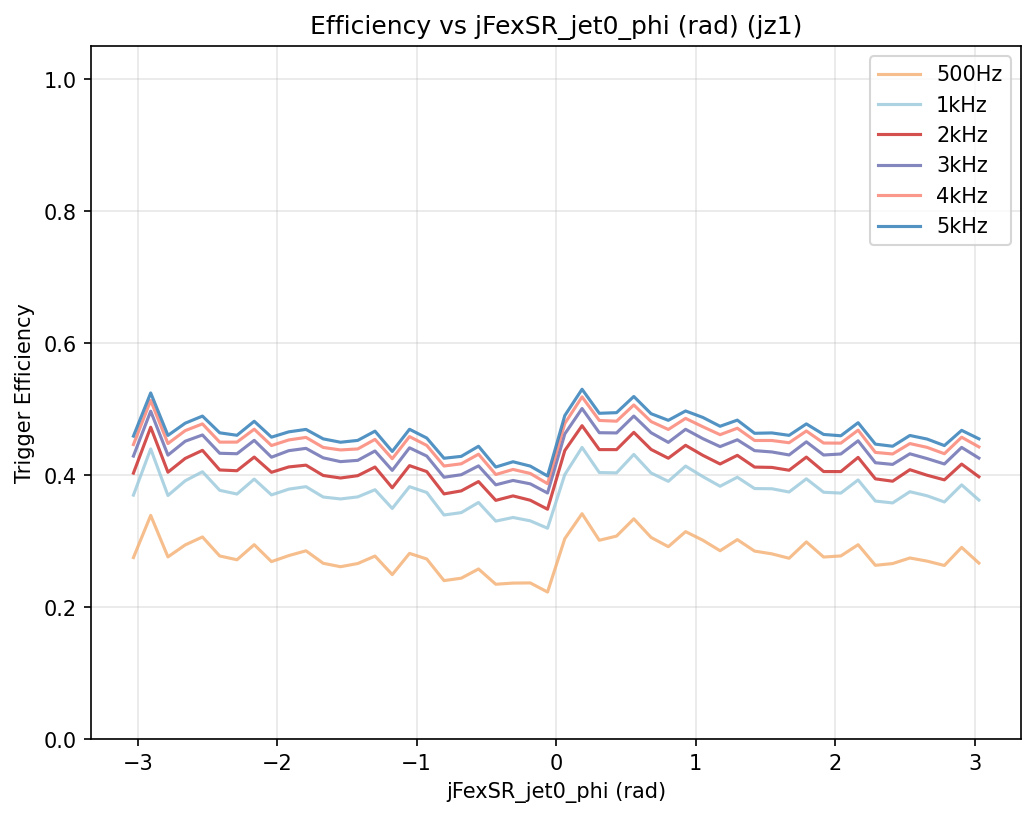 Efficiency vs jFexSR_jet0_phi (rad) (jz1)
500Hz
1kHz
2kHz
3kHz
4kHz
5kHz
Trigger Efficiency
1.0
0.8
0.6
0.4
0.2
0.0
−3
−2
−1
0
1
2
3
jFexSR_jet0_phi (rad)